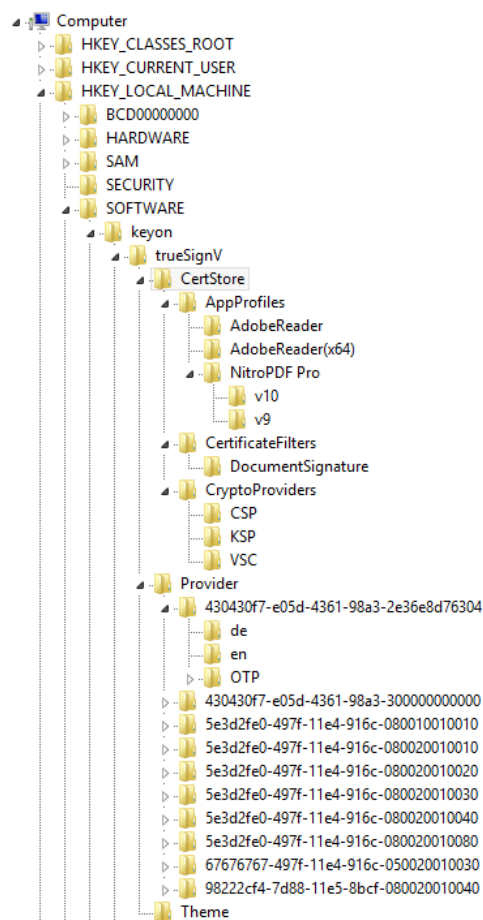 Computer
HKEY_CLASSES_ROOT
HKEY_CURRENT_USER
HKEY_LOCAL_MACHINE
BCD00000000
HARDWARE
SAM
SECURITY
SOFTWARE
keyon
trueSignV
CertStore
AppProfiles
AdobeReader
AdobeReader(x64)
NitroPDF Pro
v10
v9
CertificateFilters
DocumentSignature
CryptoProviders
CSP
KSP
VSC
Provider
430430f7-e05d-4361-98a3-2e36e8d76304
de
en
OTP
430430f7-e05d-4361-98a3-300000000000
5e3d2fe0-497f-11e4-916c-080010010010
5e3d2fe0-497f-11e4-916c-080020010010
5e3d2fe0-497f-11e4-916c-080020010020
5e3d2fe0-497f-11e4-916c-080020010030
5e3d2fe0-497f-11e4-916c-080020010040
5e3d2fe0-497f-11e4-916c-080020010080
67676767-497f-11e4-916c-050020010030
98222cf4-7d88-11e5-8bcf-080020010040
Theme